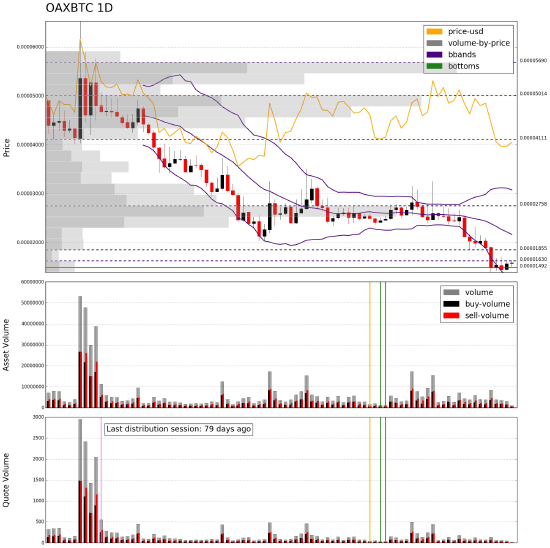 OAXBTC 1D
Price
0.00006000
0.00005000
0.00004000
0.00003000
0.00002000
price-usd
volume-by-price
bbands
bottoms
0.00005690
0.00005014
0.00004111
0.00002758
0.00001855
0.00001630
0.00001492
Asset Volume
60000000
50000000
40000000
30000000
20000000
10000000
0
volume
buy-volume
sell-volume
Quote Volume
3000
2500
2000
1500
1000
500
0
Last distribution session: 79 days ago